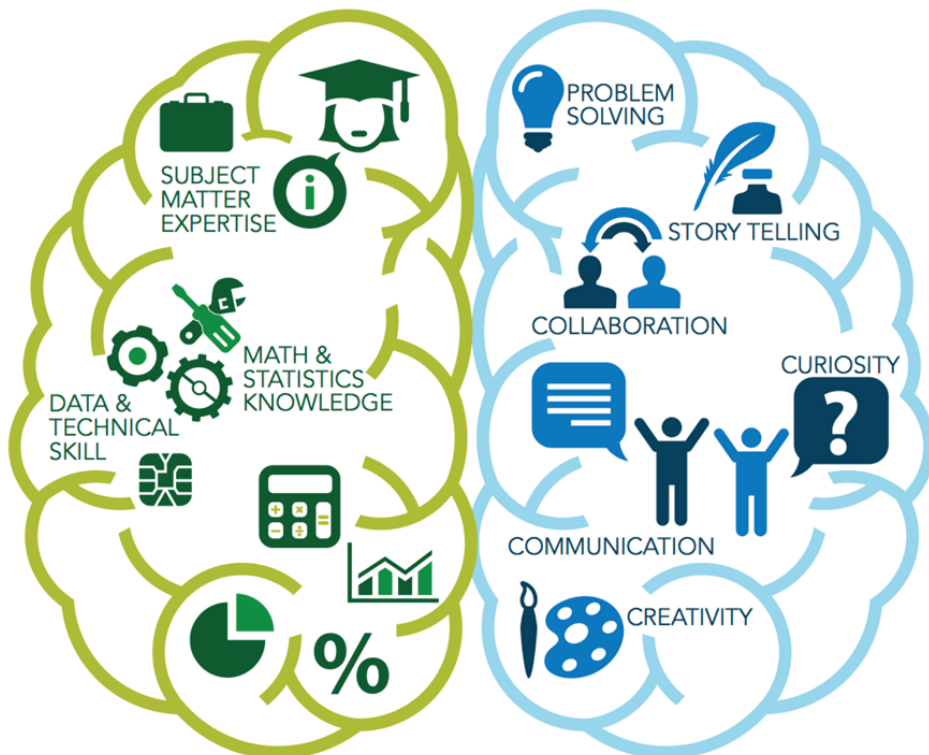 SUBJECT
MATTER
EXPERTISE
i
MATH &
STATISTICS
KNOWLEDGE
DATA &
TECHNICAL
SKILL
+ ×
− ÷ =
%
PROBLEM
SOLVING
STORY TELLING
COLLABORATION
CURIOSITY
?
COMMUNICATION
CREATIVITY